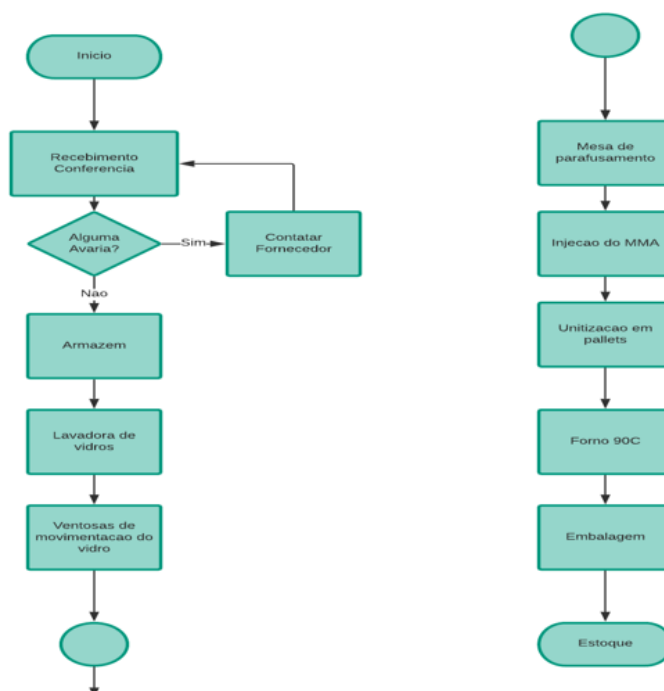 Inicio
Recebimento
Conferencia
Alguma
Avaria?
Sim
Contatar
Fornecedor
Nao
Armazem
Lavadora de
vidros
Ventosas de
movimentacao do
vidro
Mesa de
parafusamento
Injecao do MMA
Unitizacao em
pallets
Forno 90C
Embalagem
Estoque